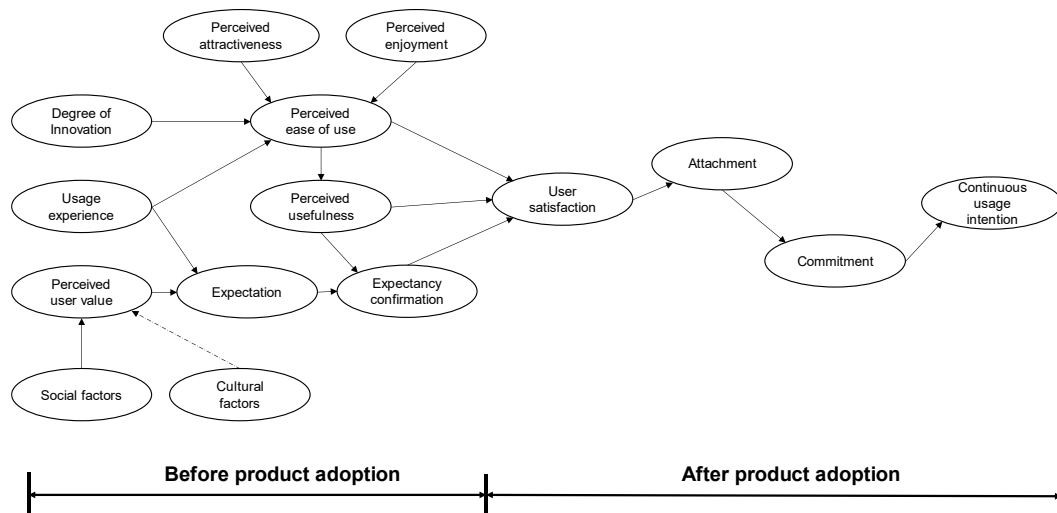 Perceived
attractiveness
Perceived
enjoyment
Degree of
Innovation
Perceived
ease of use
Attachment
Usage
experience
Perceived
usefulness
User
satisfaction
Continuous
usage
intention
Commitment
Perceived
user value
Expectation
Expectancy
confirmation
Social factors
Cultural
factors
Before product adoption
After product adoption